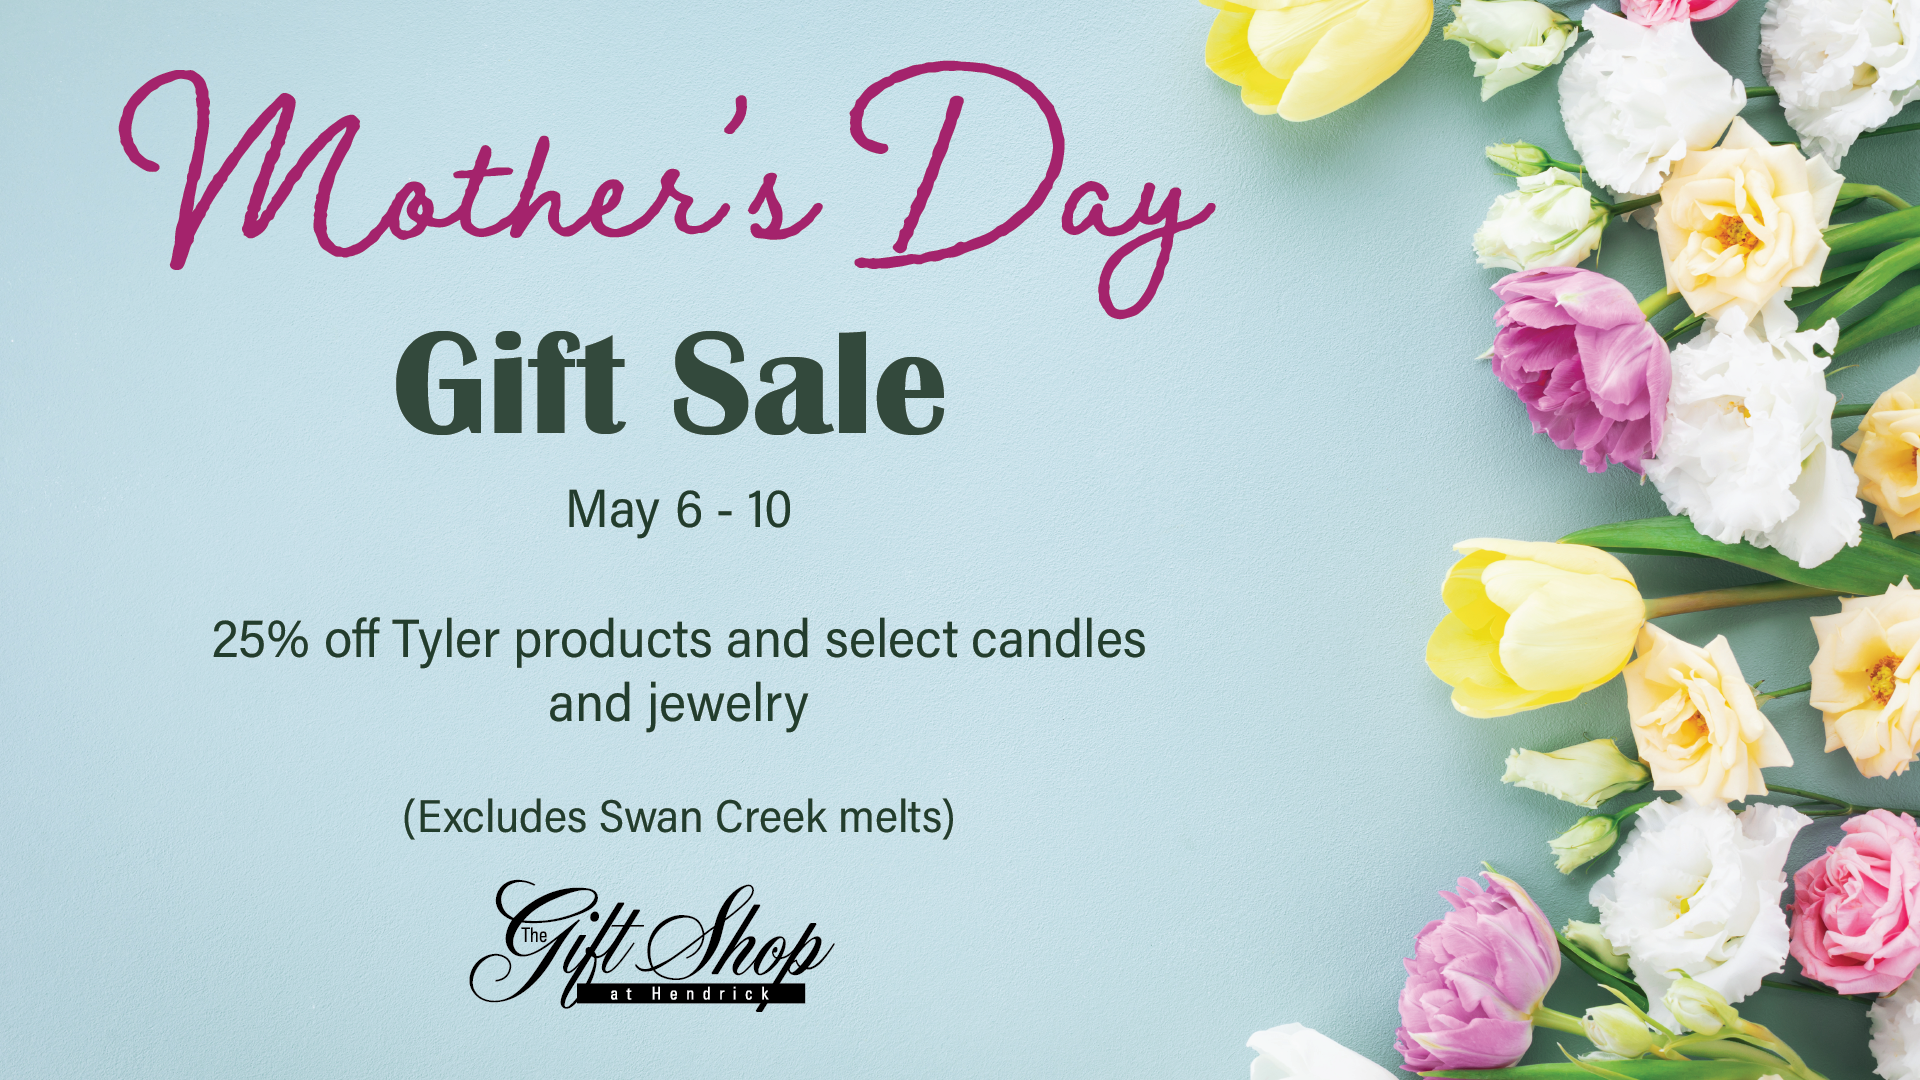 Mother's Day
Gift Sale
May 6 - 10
25% off Tyler products and select candles
and jewelry
(Excludes Swan Creek melts)
The Gift Shop
at Hendrick